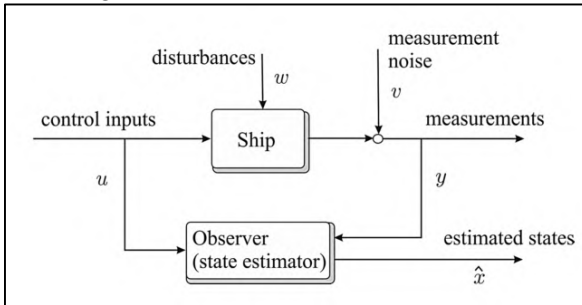 disturbances
w
measurement
noise
v
control inputs
Ship
measurements
u
y
Observer
(state estimator)
estimated states
x̂